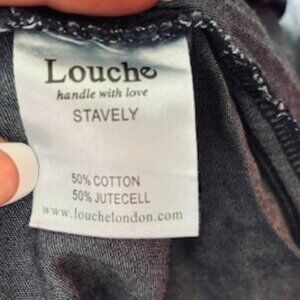 Louche
handle with love
STAVELY
50% COTTON
50% JUTECELL
www.louchelondon.com